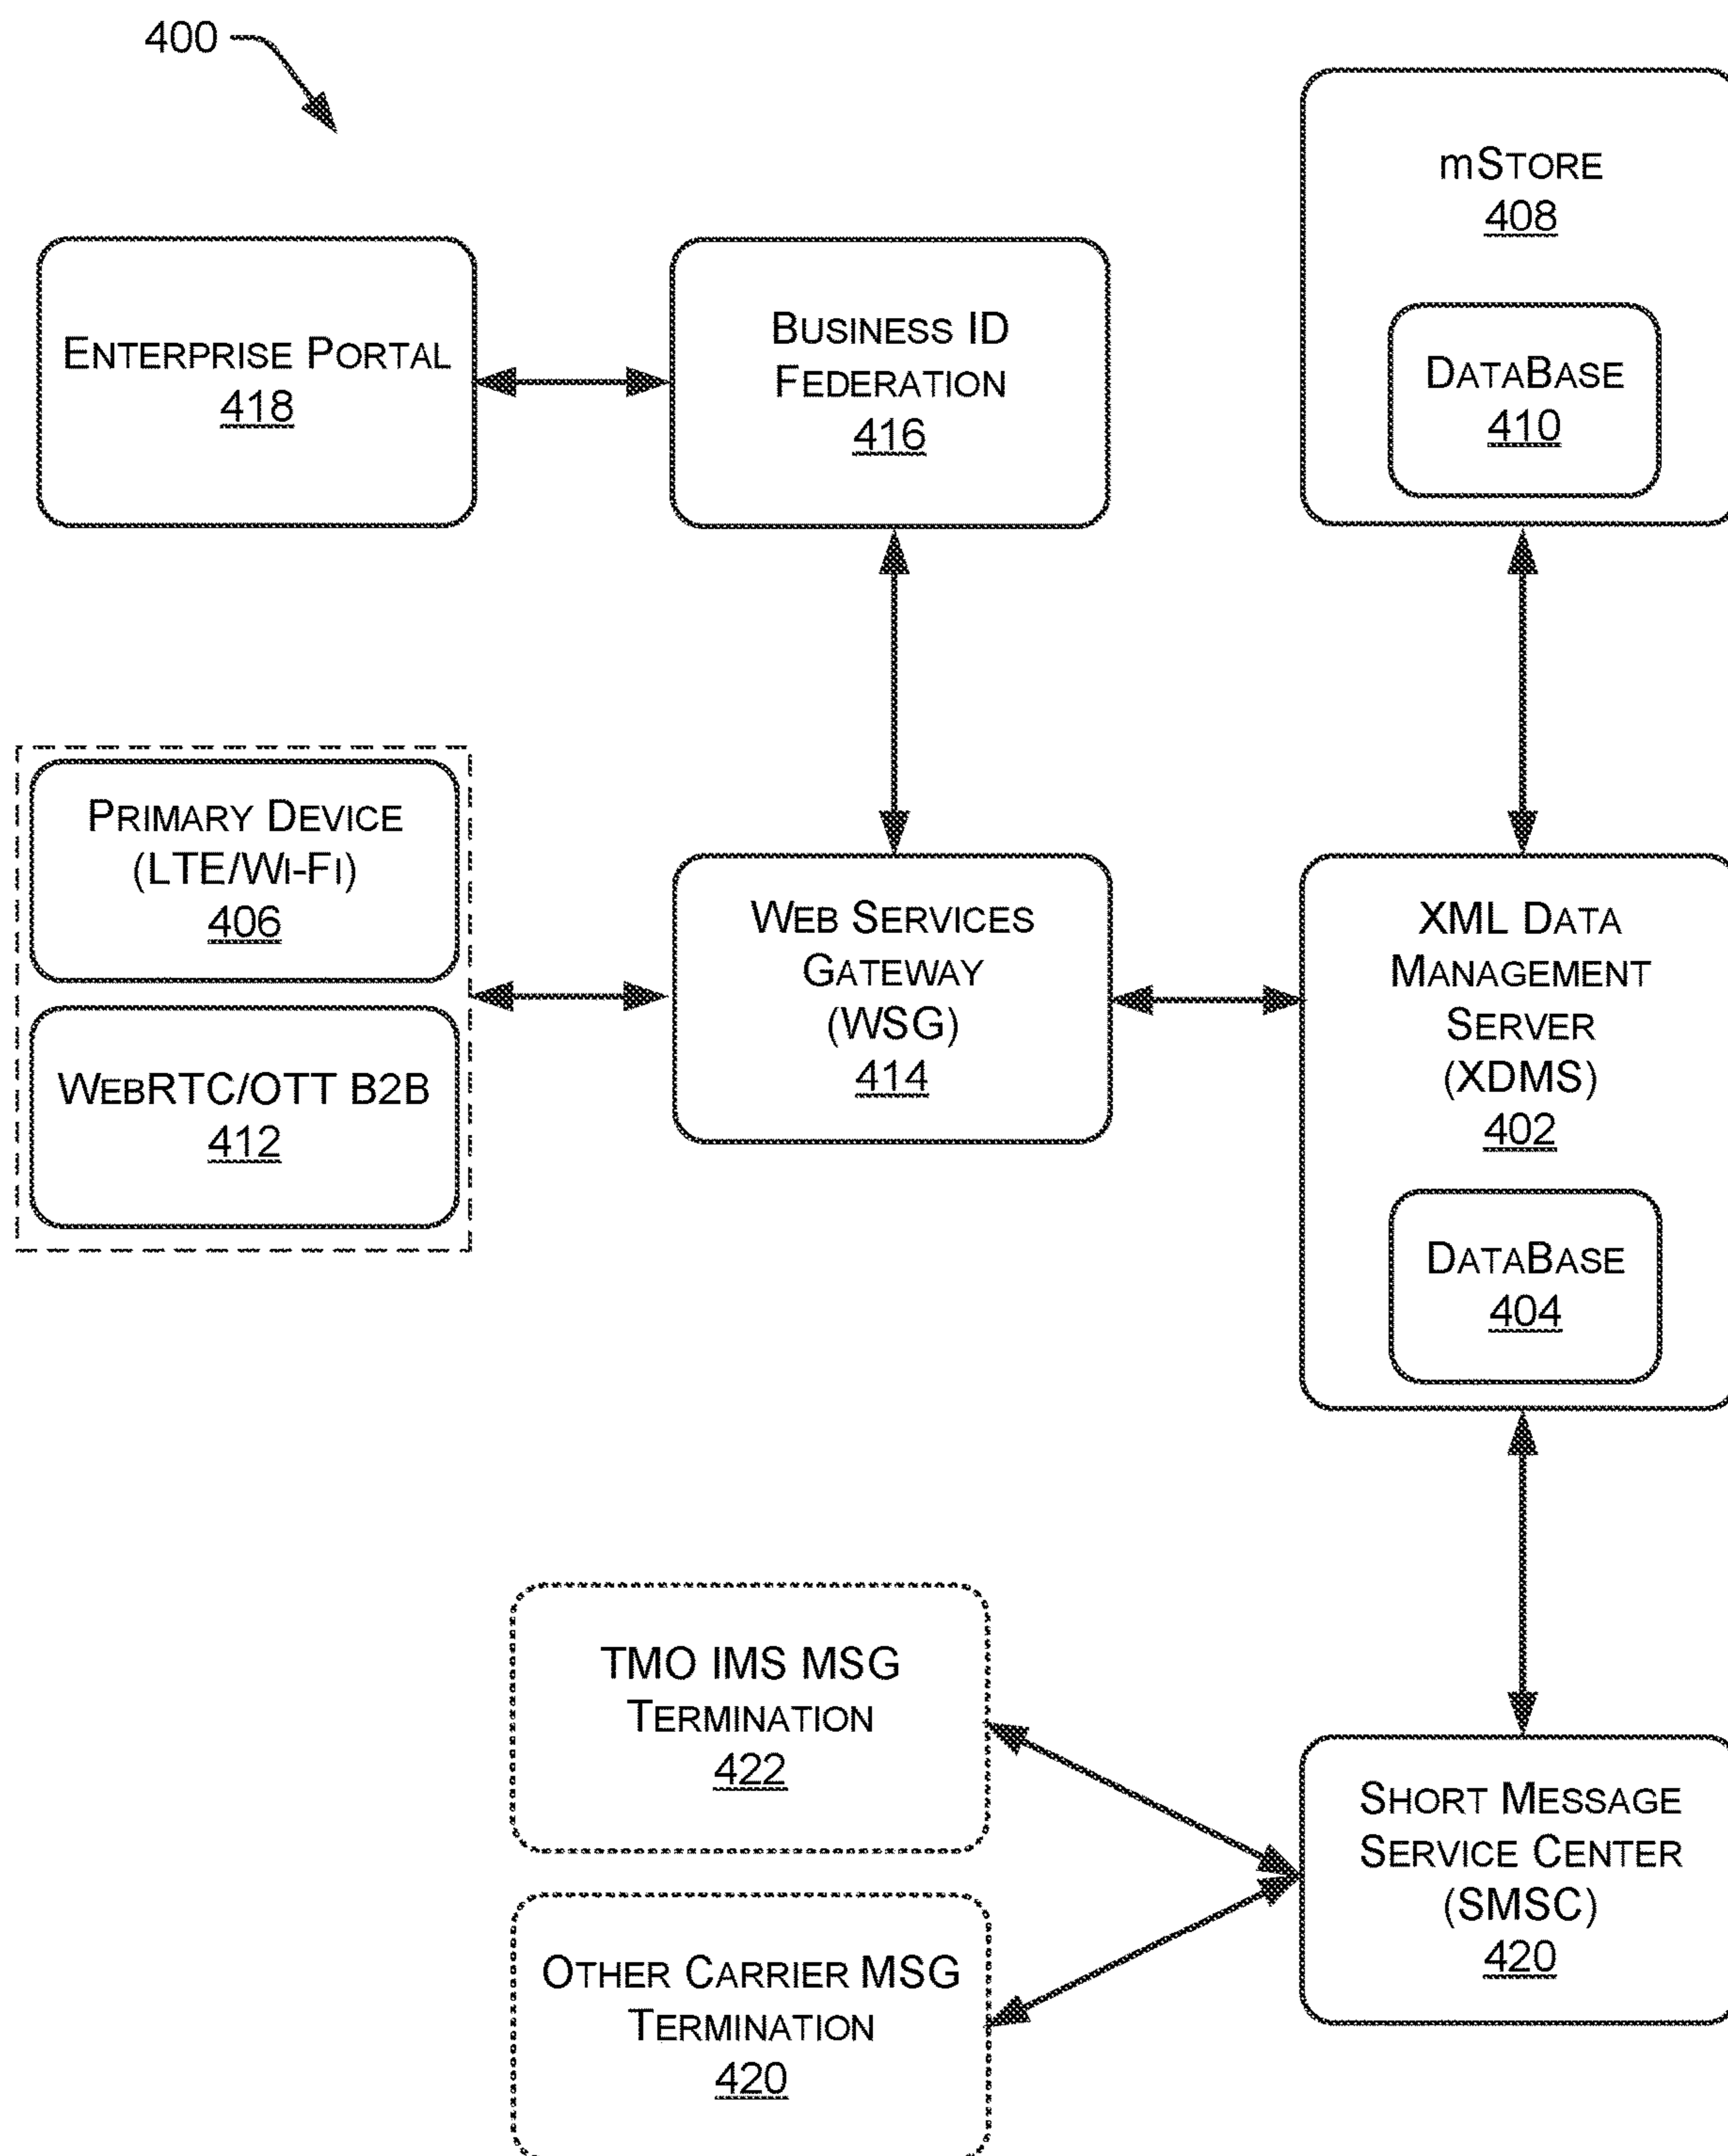 400
mSTORE
408
DATABASE
410
ENTERPRISE PORTAL
418
BUSINESS ID
FEDERATION
416
PRIMARY DEVICE
(LTE/WI-FI)
406
WEBRTC/OTT B2B
412
WEB SERVICES
GATEWAY
(WSG)
414
XML DATA
MANAGEMENT
SERVER
(XDMS)
402
DATABASE
404
TMO IMS MSG
TERMINATION
422
OTHER CARRIER MSG
TERMINATION
420
SHORT MESSAGE
SERVICE CENTER
(SMSC)
420